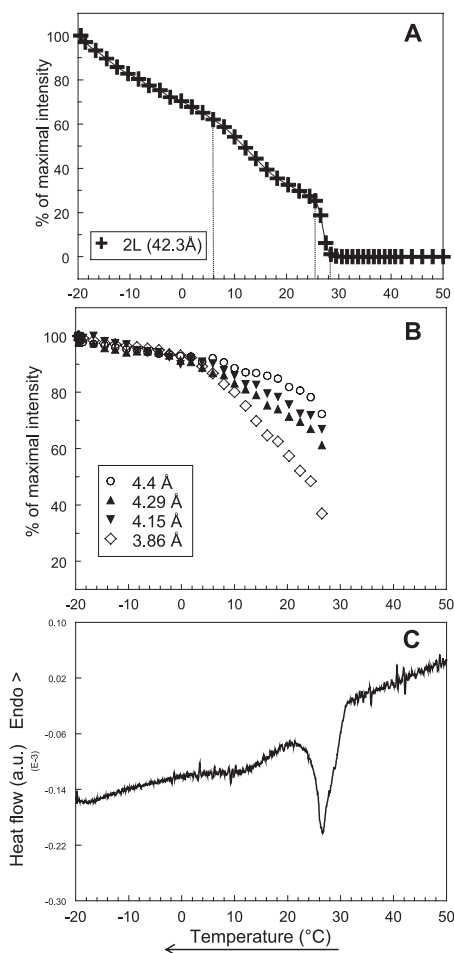 A
% of maximal intensity
100
80
60
40
20
0
2L (42.3Å)
-20 -10 0 10 20 30 40 50
B
% of maximal intensity
100
80
60
40
20
4.4 Å
4.29 Å
4.15 Å
3.86 Å
-20 -10 0 10 20 30 40 50
C
Heat flow (a.u.) Endo >
(E-3)
0.10
0.02
-0.06
-0.14
-0.22
-0.30
-20 -10 0 10 20 30 40 50
Temperature (°C)